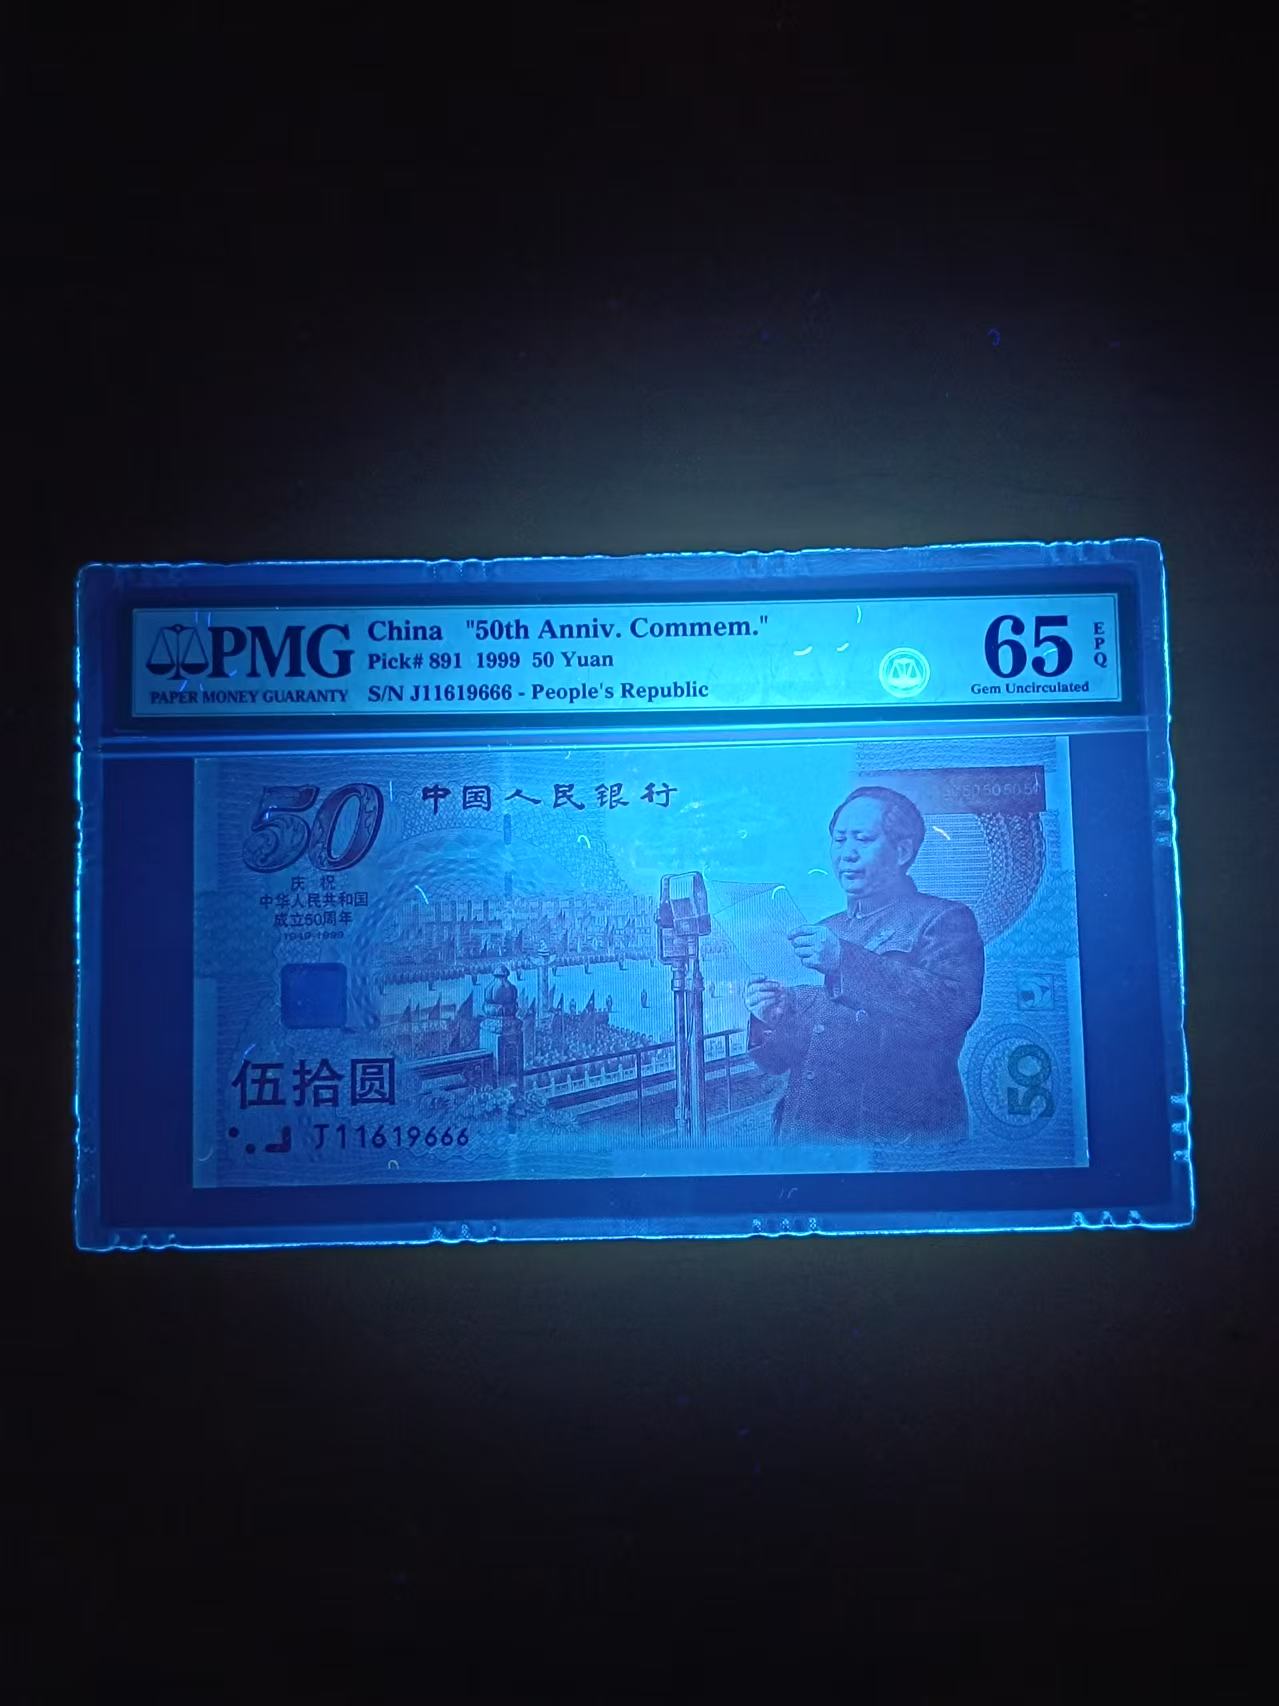 PMG
PAPER MONEY GUARANTY
China "50th Anniv. Commem."
Pick# 891 1999 50 Yuan
S/N J11619666 - People's Republic
65
EPQ
Gem Uncirculated
50
中国人民银行
庆祝
中华人民共和国
成立50周年
1949-1999
伍拾圆
J11619666
50